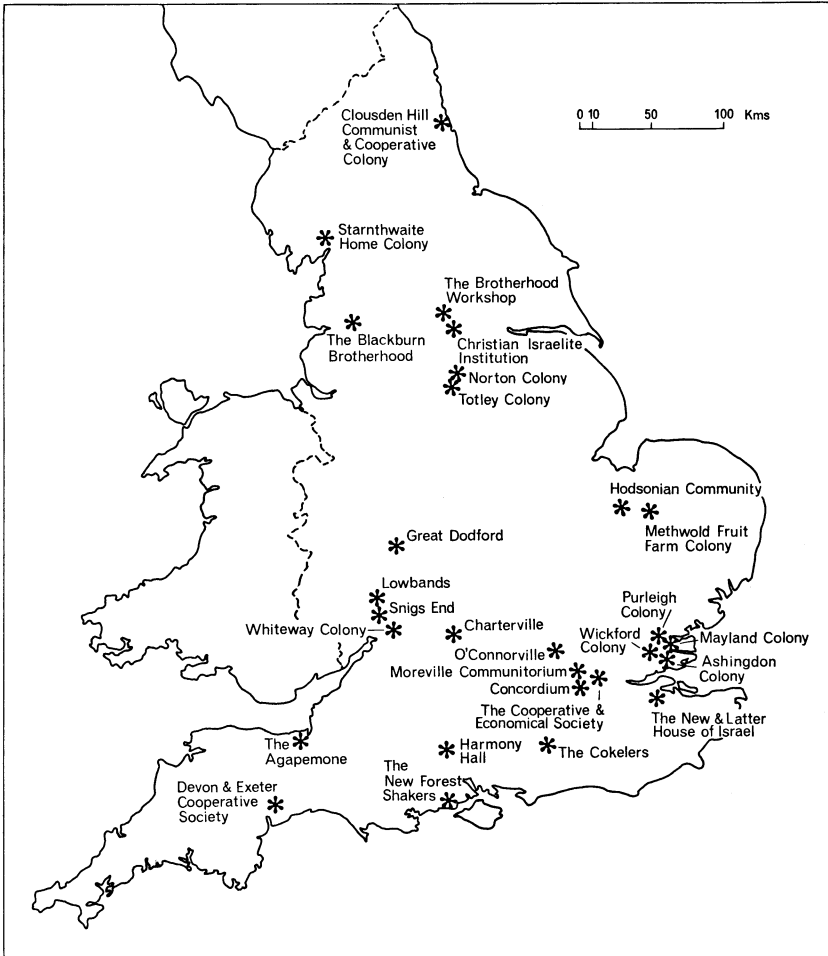 Clousden Hill
Communist
& Cooperative
Colony
0 10 50 100 Kms
Starnthwaite
Home Colony
The Brotherhood
Workshop
The Blackburn
Brotherhood
Christian Israelite
Institution
Norton Colony
Totley Colony
Hodsonian Community
Methwold Fruit
Farm Colony
Great Dodford
Lowbands
Snigs End
Whiteway Colony
Charterville
Purleigh
Colony
Wickford
Colony
Mayland Colony
Ashingdon
Colony
O'Connorville
Moreville Communitorium
Concordium
The Cooperative &
Economical Society
The New & Latter
House of Israel
The
Agapemone
Harmony
Hall
The Cokelers
The
New Forest
Shakers
Devon & Exeter
Cooperative
Society